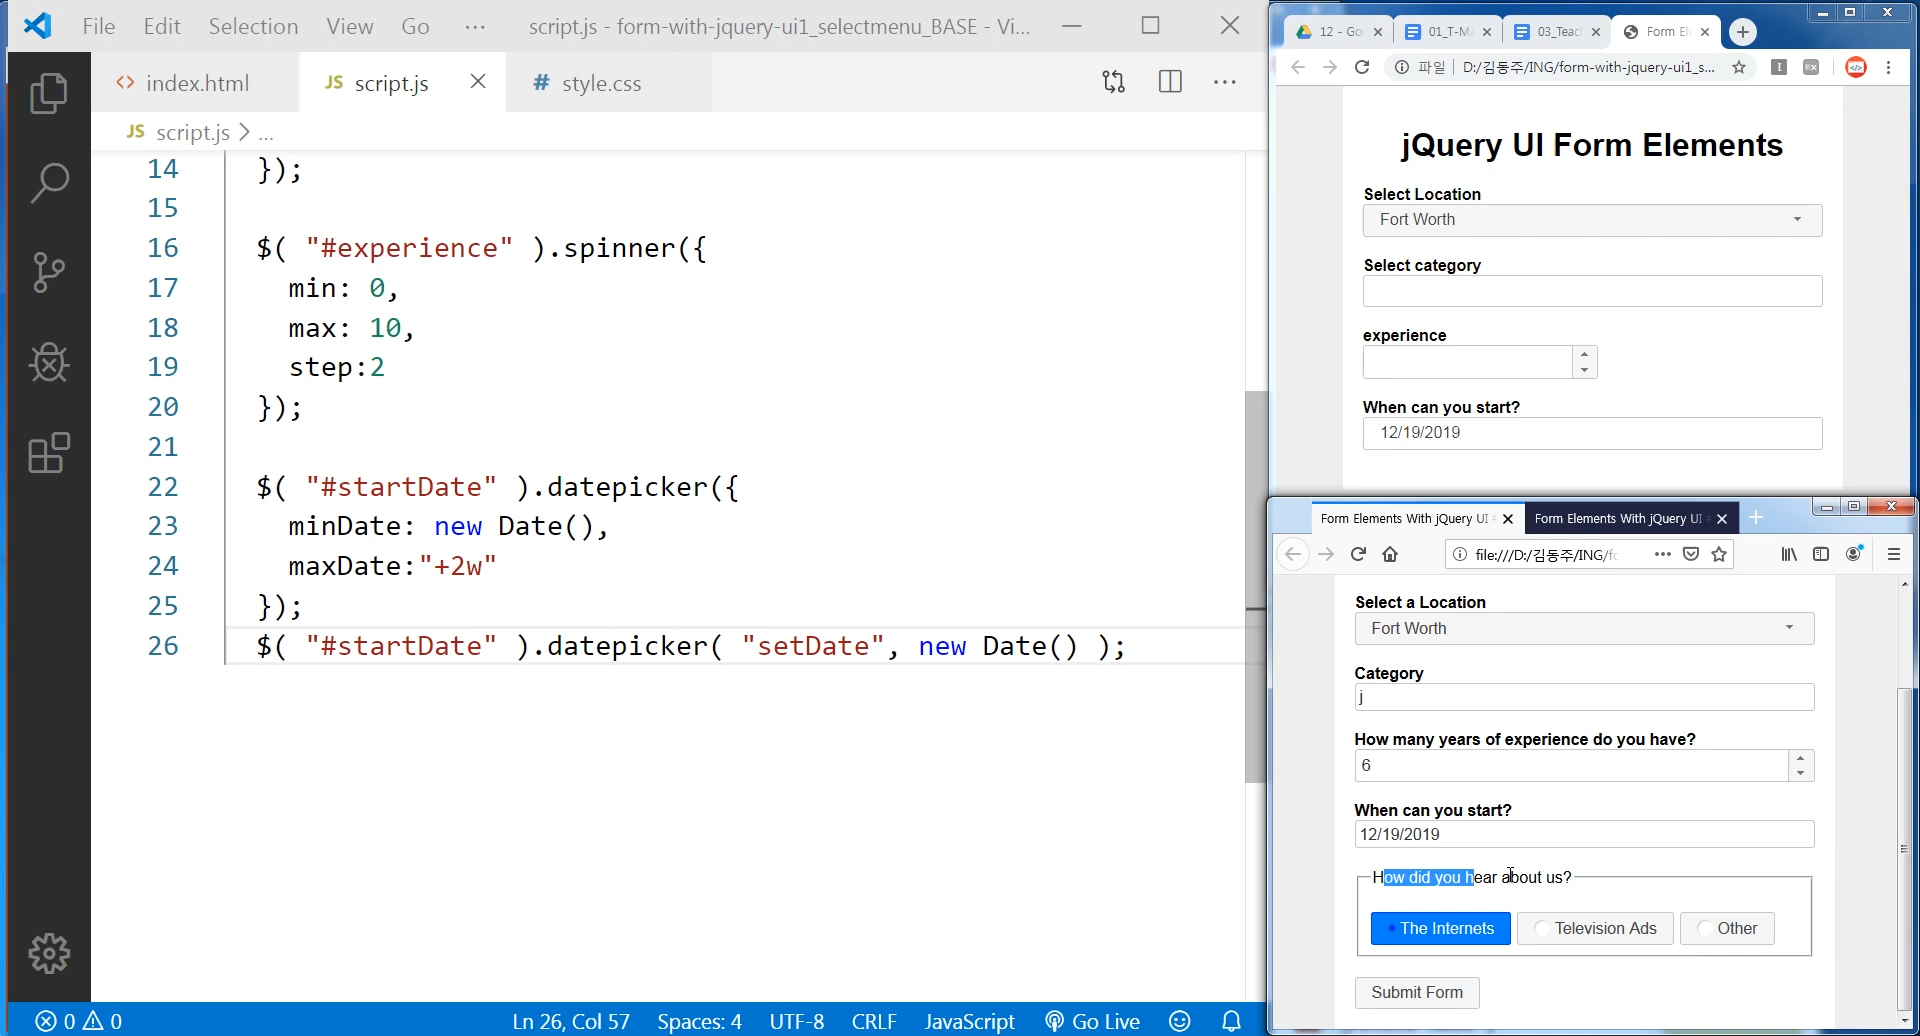 File Edit Selection View Go ··· script.js - form-with-jquery-ui1_selectmenu_BASE - Vi...
<> index.html JS script.js # style.css
JS script.js > ...
14 });
15
16 $( "#experience" ).spinner({
17 min: 0,
18 max: 10,
19 step:2
20 });
21
22 $( "#startDate" ).datepicker({
23 minDate: new Date(),
24 maxDate:"+2w"
25 });
26 $( "#startDate" ).datepicker( "setDate", new Date() );
0 0 Ln 26, Col 57 Spaces: 4 UTF-8 CRLF JavaScript Go Live
12 - Go 01_T-M 03_Teac Form El
파일 | D:/김동주/ING/form-with-jquery-ui1_s...
jQuery UI Form Elements
Select Location
Fort Worth
Select category
experience
When can you start?
12/19/2019
Form Elements With jQuery UI Form Elements With jQuery UI
file:///D:/김동주/ING/fo
Select a Location
Fort Worth
Category
j
How many years of experience do you have?
6
When can you start?
12/19/2019
How did you hear about us?
The Internets Television Ads Other
Submit Form